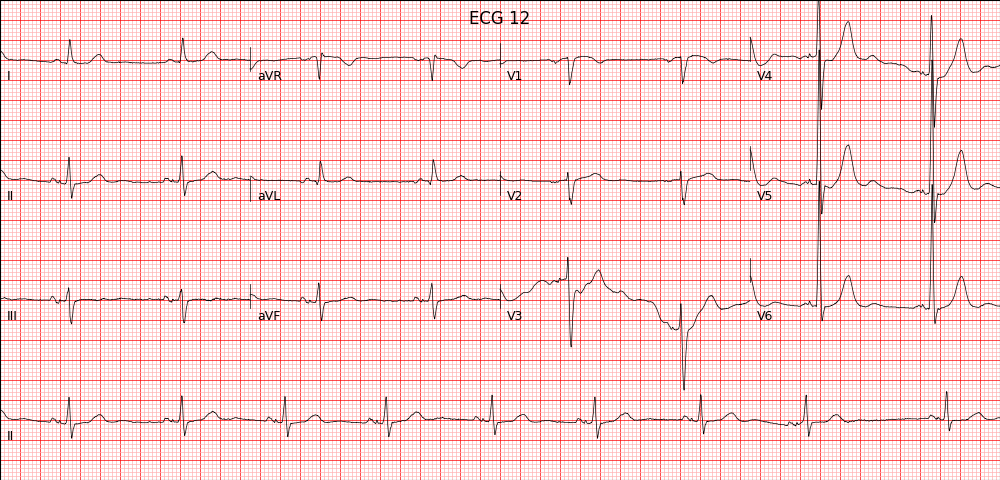 ECG 12
I aVR V1 V4
II aVL V2 V5
III aVF V3 V6
II